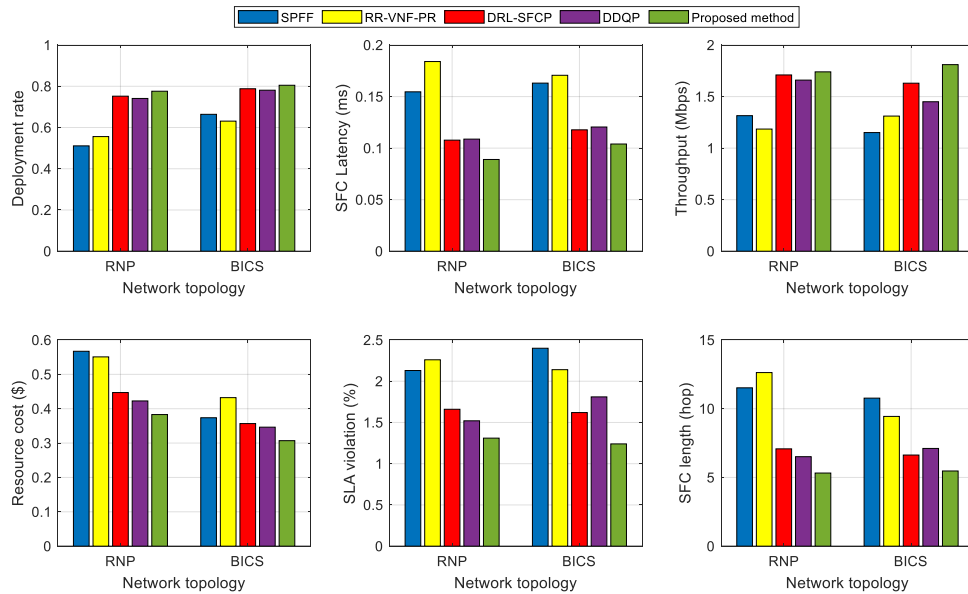 SPFF RR-VNF-PR DRL-SFCP DDQP Proposed method
Deployment rate
1
0.8
0.6
0.4
0.2
0
RNP BICS
Network topology
SFC Latency (ms)
0.2
0.15
0.1
0.05
0
RNP BICS
Network topology
Throughput (Mbps)
2
1.5
1
0.5
0
RNP BICS
Network topology
Resource cost ($)
0.6
0.5
0.4
0.3
0.2
0.1
0
RNP BICS
Network topology
SLA violation (%)
2.5
2
1.5
1
0.5
0
RNP BICS
Network topology
SFC length (hop)
15
10
5
0
RNP BICS
Network topology